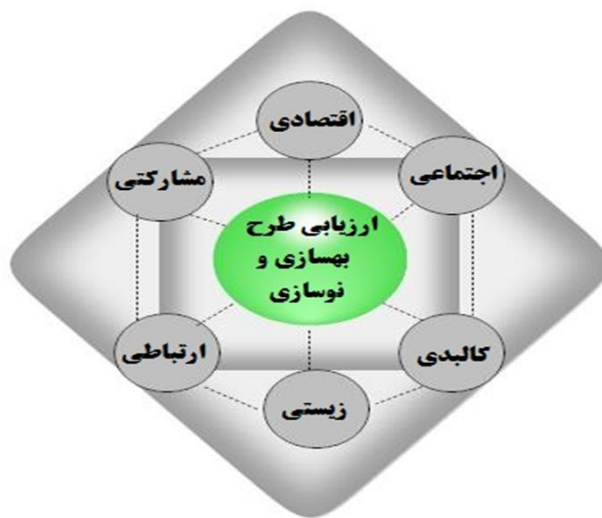 اقتصادی
اجتماعی
مشارکتی
ارزیابی طرح
بهسازی و
نوسازی
کالبدی
ارتباطی
زیستی